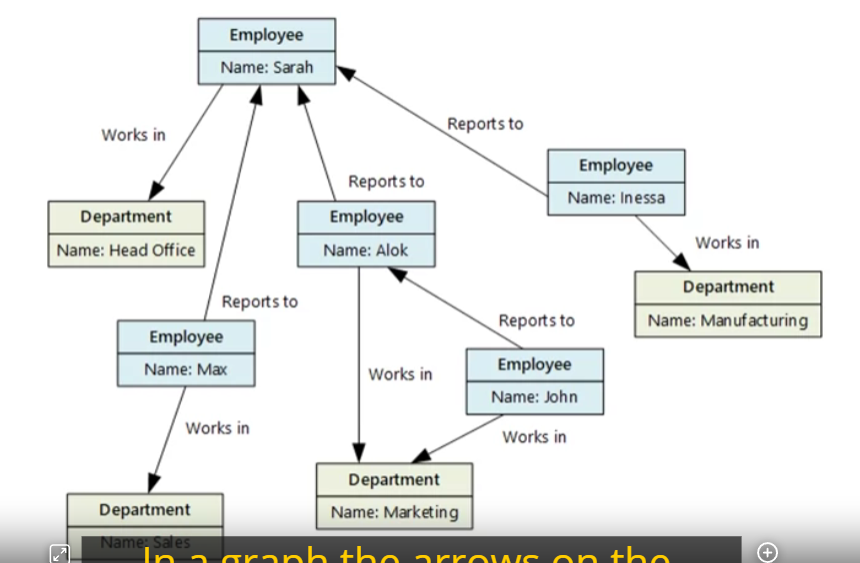 Employee
Name: Sarah
Reports to
Works in
Employee
Name: Inessa
Reports to
Department
Name: Head Office
Employee
Name: Alok
Works in
Department
Name: Manufacturing
Reports to
Employee
Name: Max
Reports to
Employee
Name: John
Works in
Works in
Works in
Department
Name: Marketing
Department
Name: Sales
In a graph the arrows on the